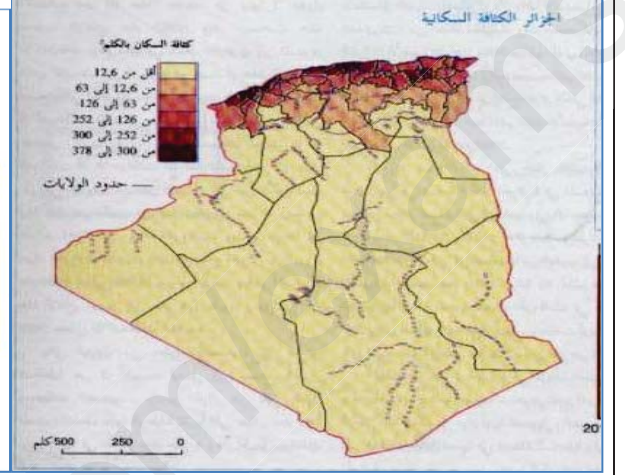 الجزائر الكثافة السكانية
كثافة السكان بالكلم²
أقل من 12,6
من 12,6 إلى 63
من 63 إلى 126
من 126 إلى 252
من 252 إلى 300
من 300 إلى 378
حدود الولايات
0 250 500 كلم
20